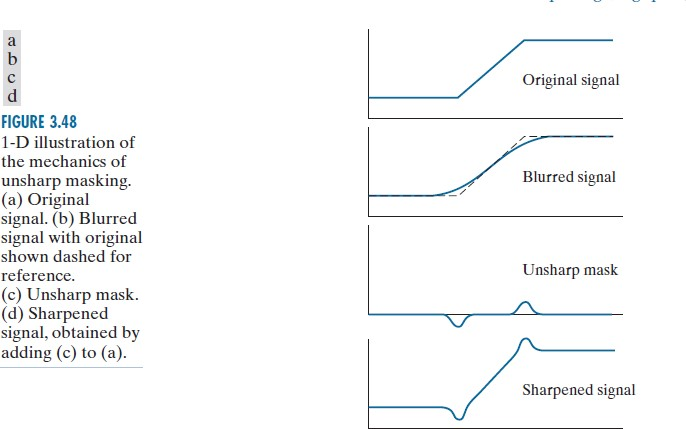 a
b
c
d
FIGURE 3.48
1-D illustration of
the mechanics of
unsharp masking.
(a) Original
signal. (b) Blurred
signal with original
shown dashed for
reference.
(c) Unsharp mask.
(d) Sharpened
signal, obtained by
adding (c) to (a).
Original signal
Blurred signal
Unsharp mask
Sharpened signal